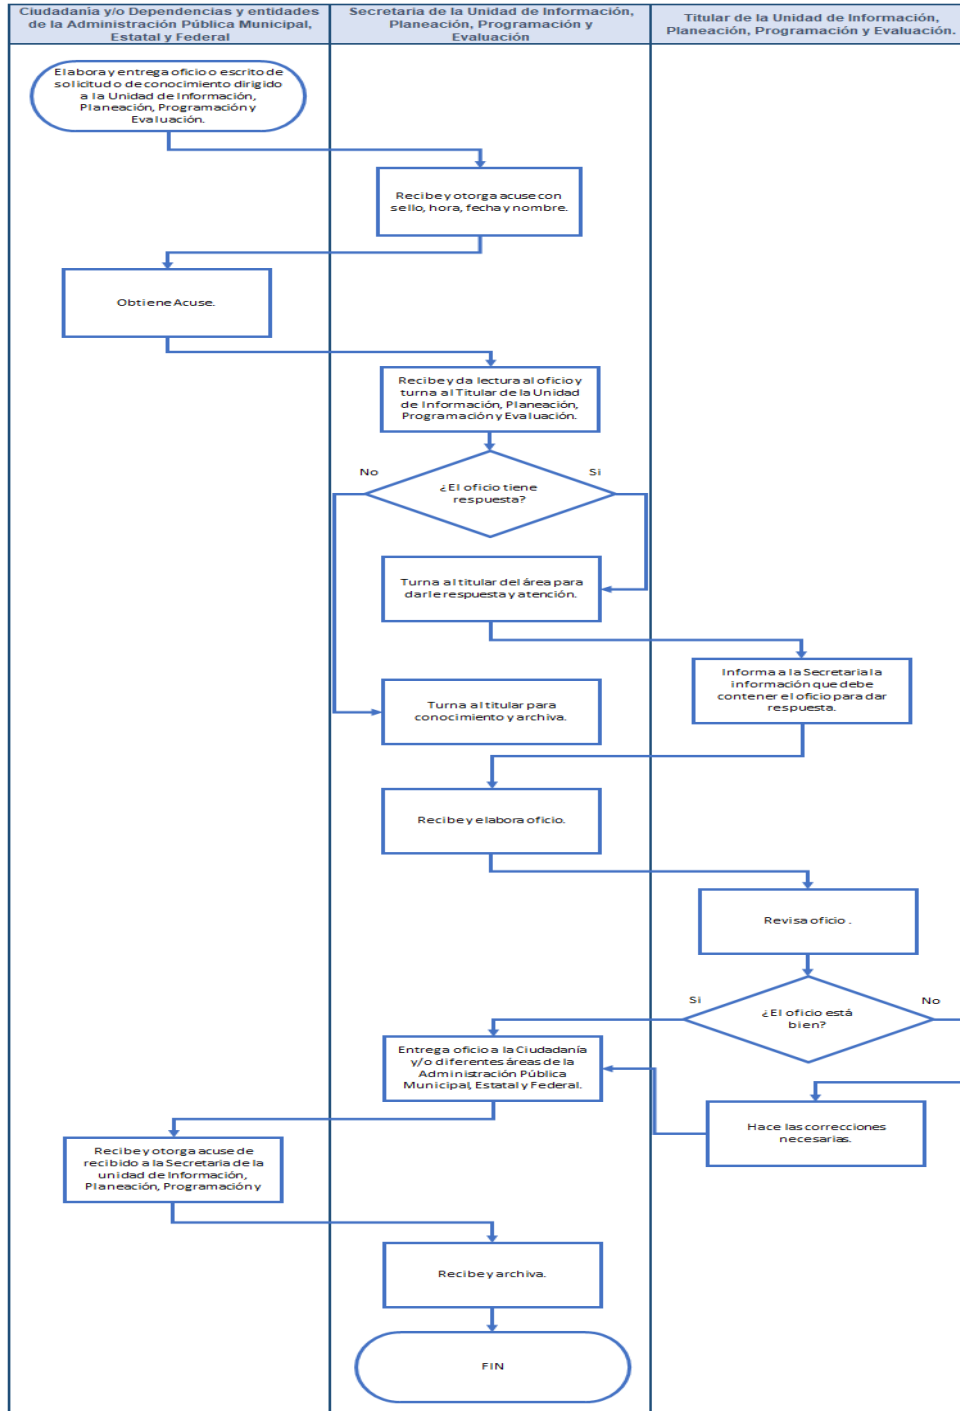 Ciudadanía y/o Dependencias y entidades
de la Administración Pública Municipal,
Estatal y Federal
Secretaria de la Unidad de Información,
Planeación, Programación y
Evaluación
Titular de la Unidad de Información,
Planeación, Programación y Evaluación.
Elabora y entrega oficio o escrito de
solicitud o de conocimiento dirigido
a la Unidad de Información,
Planeación, Programación y
Evaluación.
Recibe y otorga acuse con
sello, hora, fecha y nombre.
Obtiene Acuse.
Recibe y da lectura al oficio y
turna al Titular de la Unidad
de Información, Planeación,
Programación y Evaluación.
No
Si
¿El oficio tiene
respuesta?
Turna al titular del área para
darle respuesta y atención.
Informa a la Secretaria la
información que debe
contener el oficio para dar
respuesta.
Turna al titular para
conocimiento y archiva.
Recibe y elabora oficio.
Revisa oficio .
Si
No
¿El oficio está
bien?
Entrega oficio a la Ciudadanía
y/o diferentes áreas de la
Administración Pública
Municipal, Estatal y Federal.
Hace las correcciones
necesarias.
Recibe y otorga acuse de
recibido a la Secretaria de la
unidad de Información,
Planeación, Programación y
Recibe y archiva.
FIN